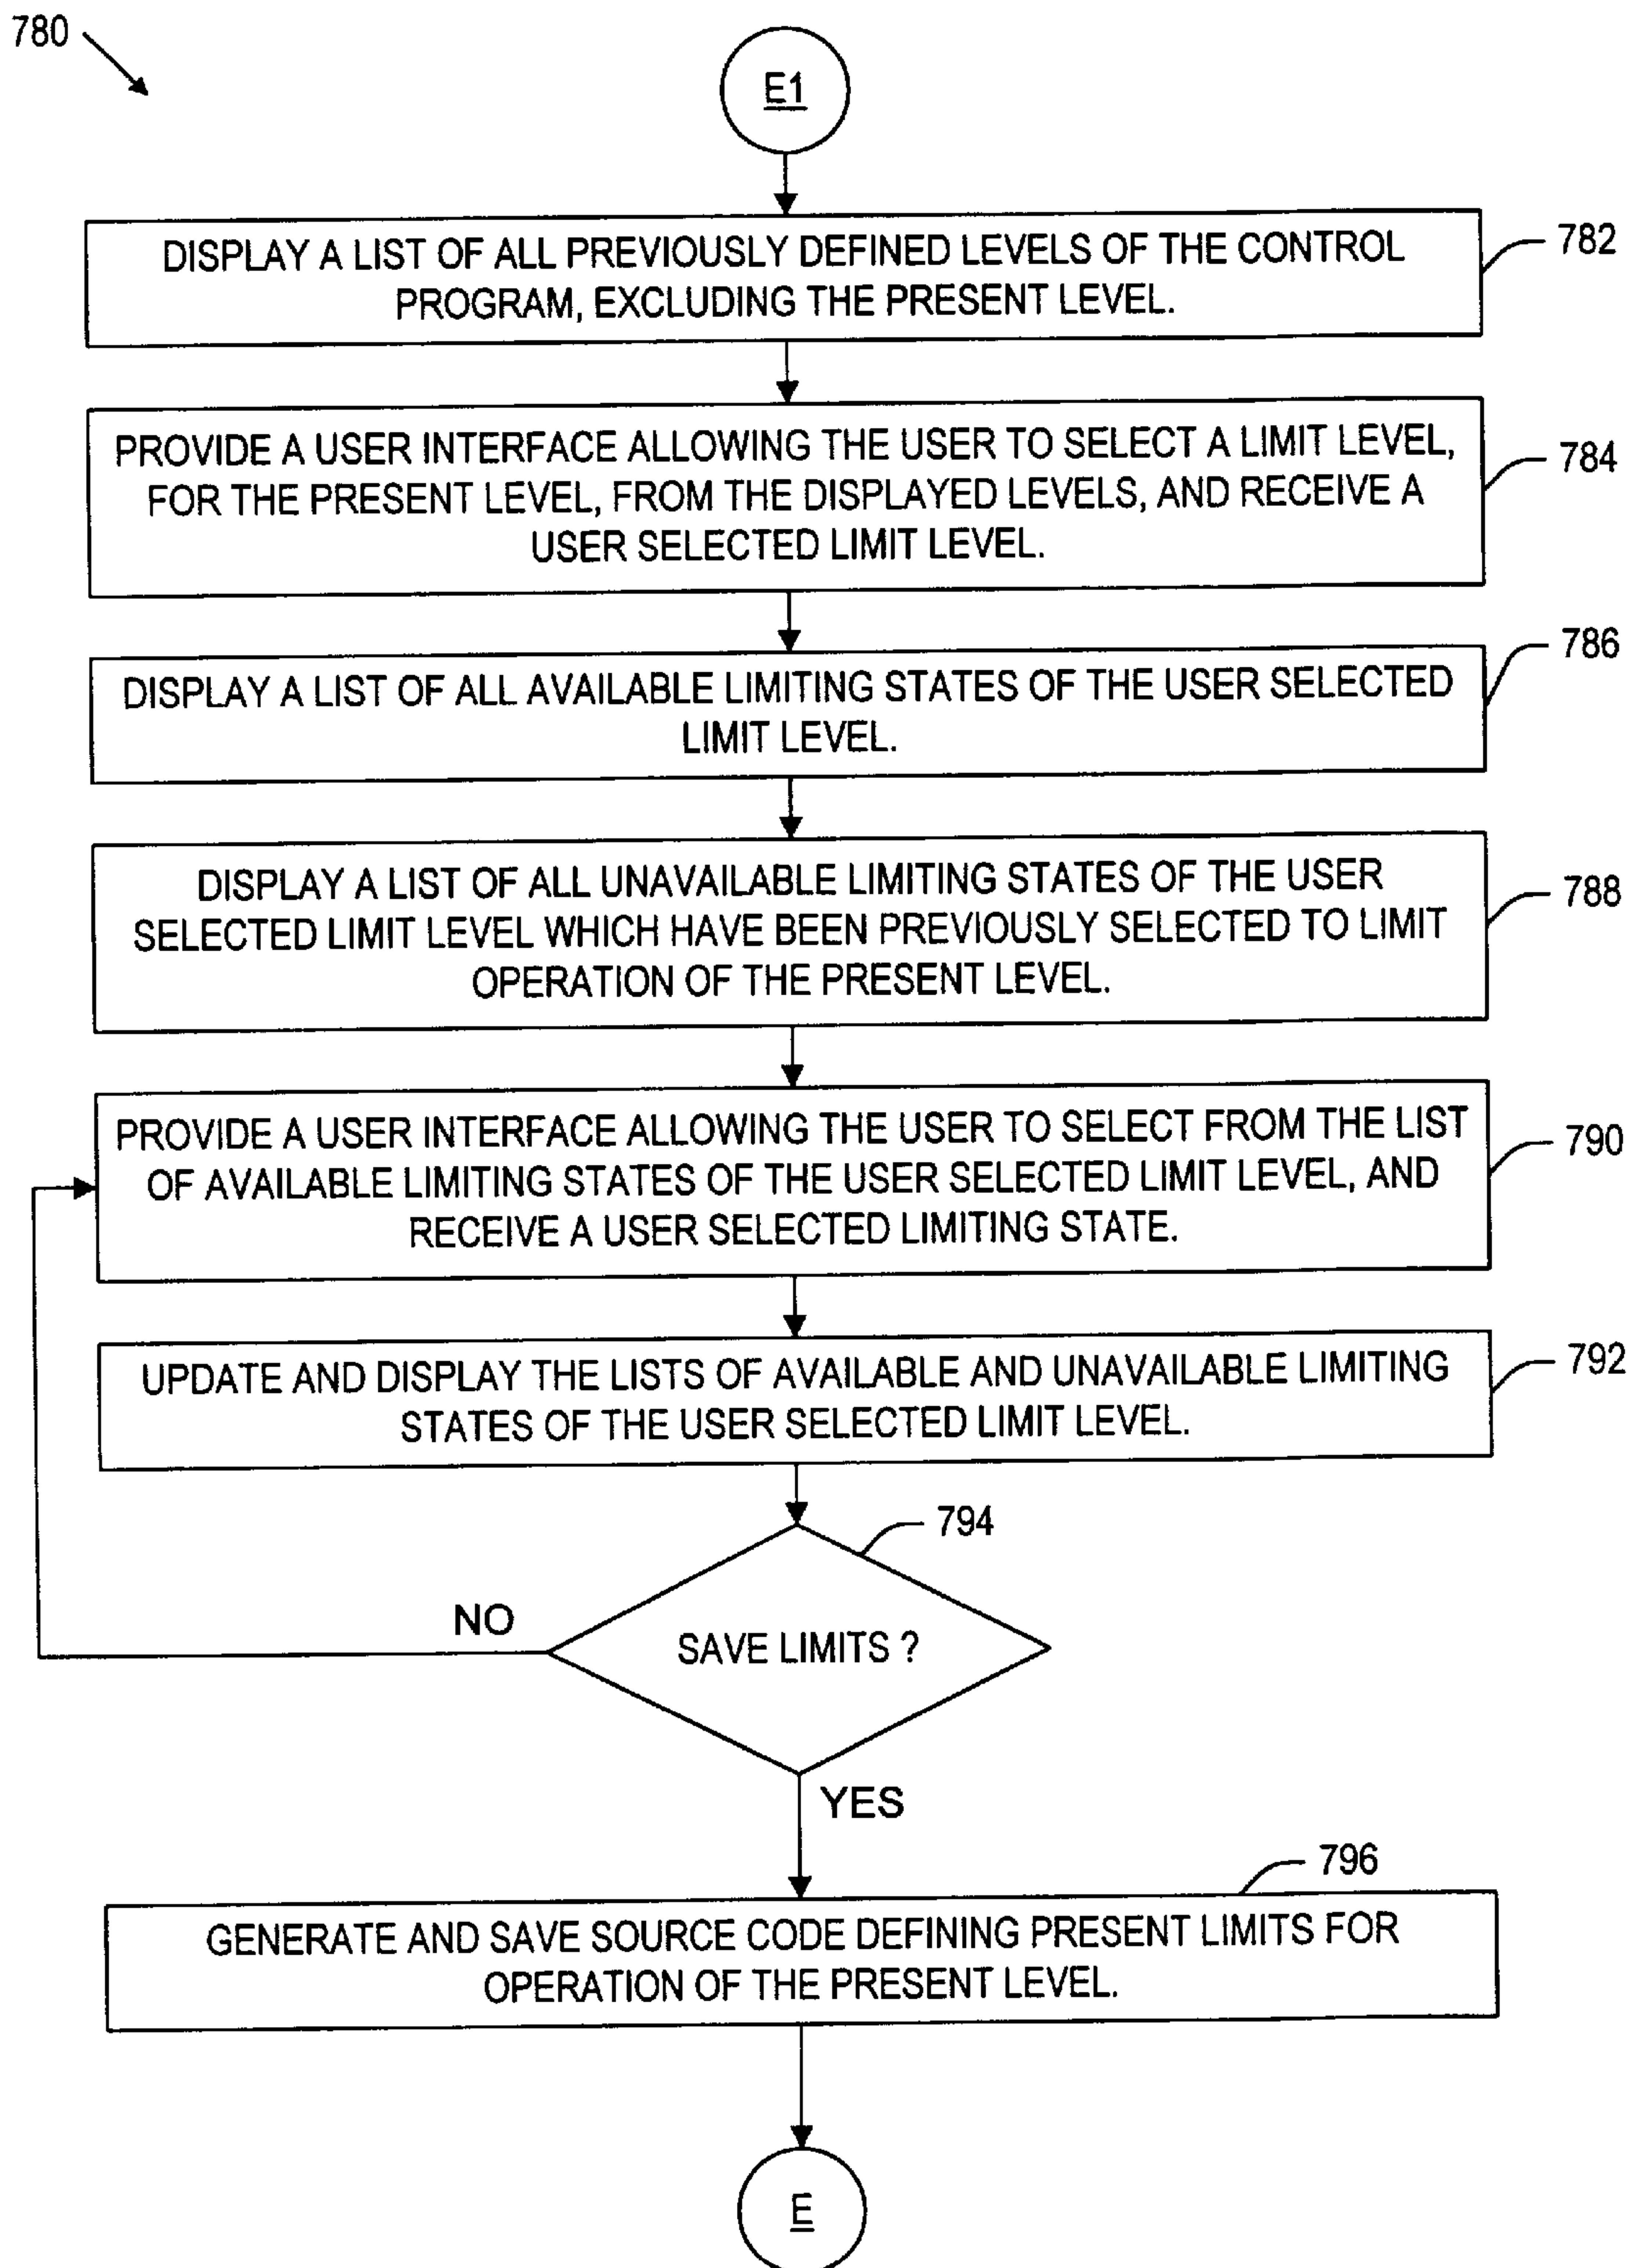 780
E1
DISPLAY A LIST OF ALL PREVIOUSLY DEFINED LEVELS OF THE CONTROL
PROGRAM, EXCLUDING THE PRESENT LEVEL.
782
PROVIDE A USER INTERFACE ALLOWING THE USER TO SELECT A LIMIT LEVEL,
FOR THE PRESENT LEVEL, FROM THE DISPLAYED LEVELS, AND RECEIVE A
USER SELECTED LIMIT LEVEL.
784
DISPLAY A LIST OF ALL AVAILABLE LIMITING STATES OF THE USER SELECTED
LIMIT LEVEL.
786
DISPLAY A LIST OF ALL UNAVAILABLE LIMITING STATES OF THE USER
SELECTED LIMIT LEVEL WHICH HAVE BEEN PREVIOUSLY SELECTED TO LIMIT
OPERATION OF THE PRESENT LEVEL.
788
PROVIDE A USER INTERFACE ALLOWING THE USER TO SELECT FROM THE LIST
OF AVAILABLE LIMITING STATES OF THE USER SELECTED LIMIT LEVEL, AND
RECEIVE A USER SELECTED LIMITING STATE.
790
UPDATE AND DISPLAY THE LISTS OF AVAILABLE AND UNAVAILABLE LIMITING
STATES OF THE USER SELECTED LIMIT LEVEL.
792
794
NO
SAVE LIMITS ?
YES
796
GENERATE AND SAVE SOURCE CODE DEFINING PRESENT LIMITS FOR
OPERATION OF THE PRESENT LEVEL.
E